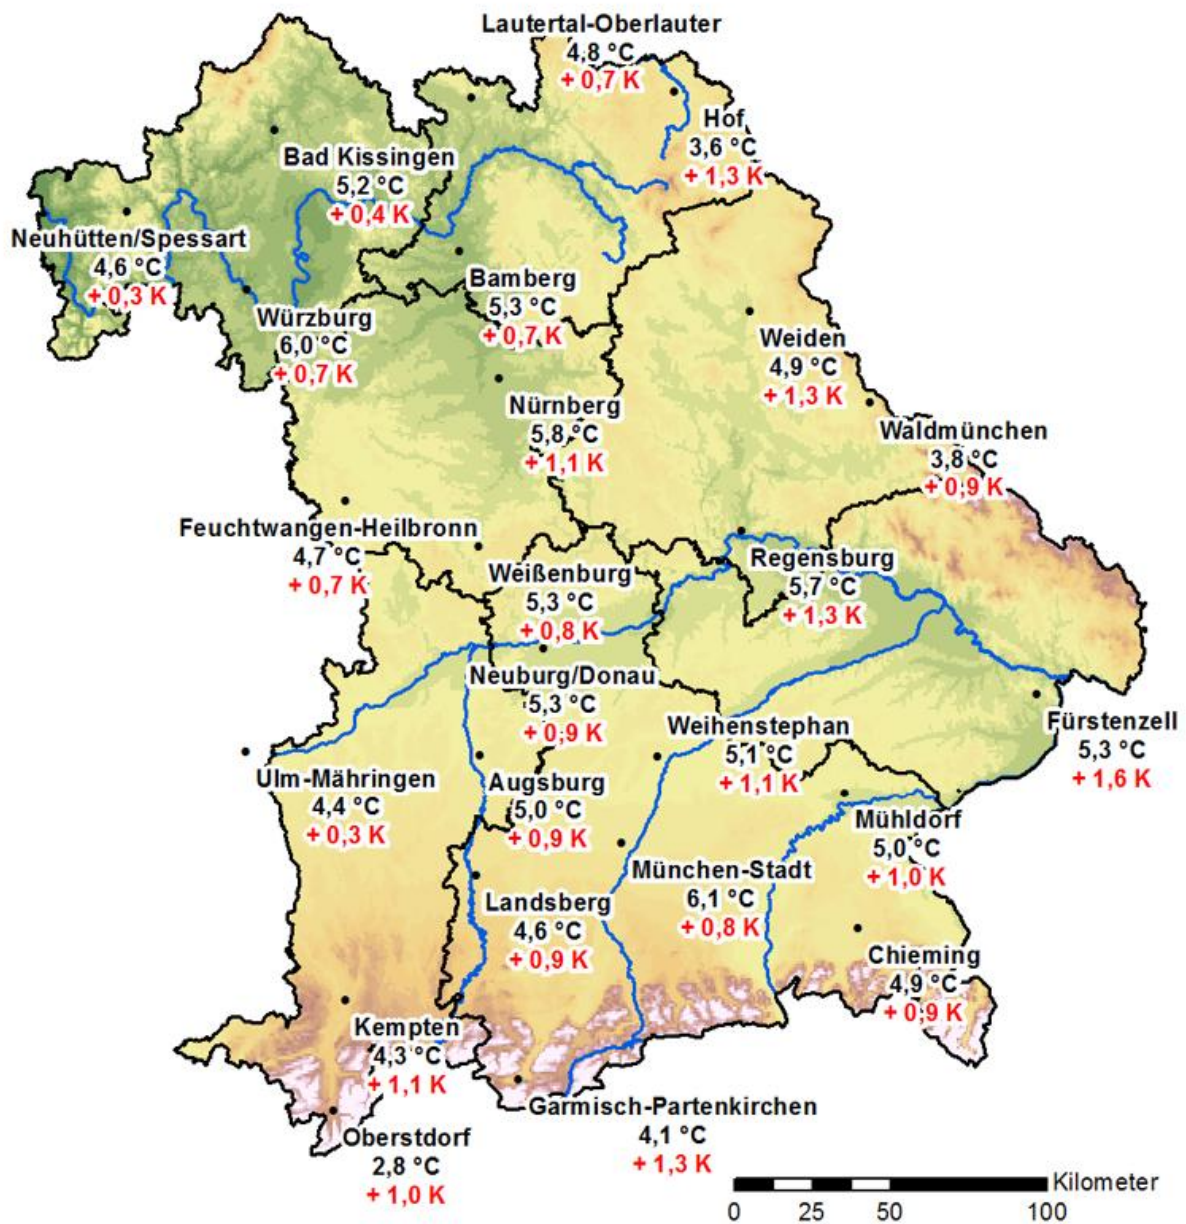 Lautertal-Oberlauter
4,8 °C
+ 0,7 K
Hof
3,6 °C
+ 1,3 K
Bad Kissingen
5,2 °C
+ 0,4 K
Neuhütten/Spessart
4,6 °C
+ 0,3 K
Bamberg
5,3 °C
+ 0,7 K
Würzburg
6,0 °C
+ 0,7 K
Weiden
4,9 °C
+ 1,3 K
Nürnberg
5,8 °C
+ 1,1 K
Waldmünchen
3,8 °C
+ 0,9 K
Feuchtwangen-Heilbronn
4,7 °C
+ 0,7 K
Weißenburg
5,3 °C
+ 0,8 K
Regensburg
5,7 °C
+ 1,3 K
Neuburg/Donau
5,3 °C
+ 0,9 K
Weihenstephan
5,1 °C
+ 1,1 K
Fürstenzell
5,3 °C
+ 1,6 K
Ulm-Mähringen
4,4 °C
+ 0,3 K
Augsburg
5,0 °C
+ 0,9 K
Mühldorf
5,0 °C
+ 1,0 K
München-Stadt
6,1 °C
+ 0,8 K
Landsberg
4,6 °C
+ 0,9 K
Chieming
4,9 °C
+ 0,9 K
Kempten
4,3 °C
+ 1,1 K
Garmisch-Partenkirchen
4,1 °C
+ 1,3 K
Oberstdorf
2,8 °C
+ 1,0 K
Kilometer
0 25 50 100